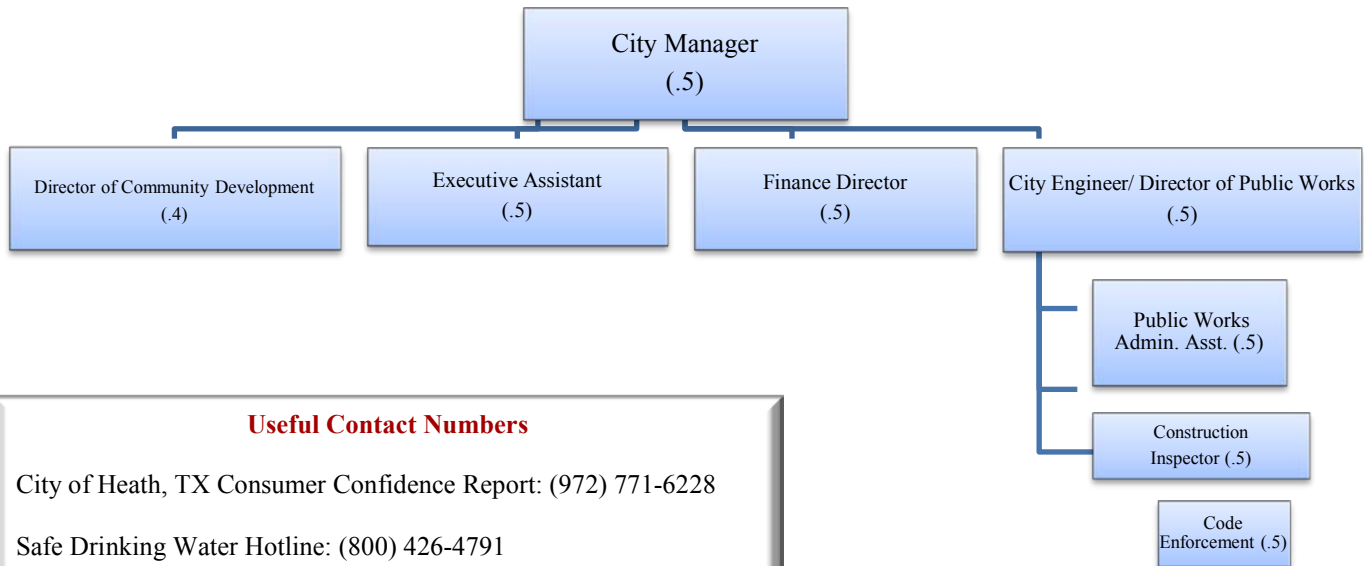 City Manager
(.5)
Director of Community Development
(.4)
Executive Assistant
(.5)
Finance Director
(.5)
City Engineer/ Director of Public Works
(.5)
Public Works
Admin. Asst. (.5)
Construction
Inspector (.5)
Code
Enforcement (.5)
Useful Contact Numbers
City of Heath, TX Consumer Confidence Report: (972) 771-6228
Safe Drinking Water Hotline: (800) 426-4791